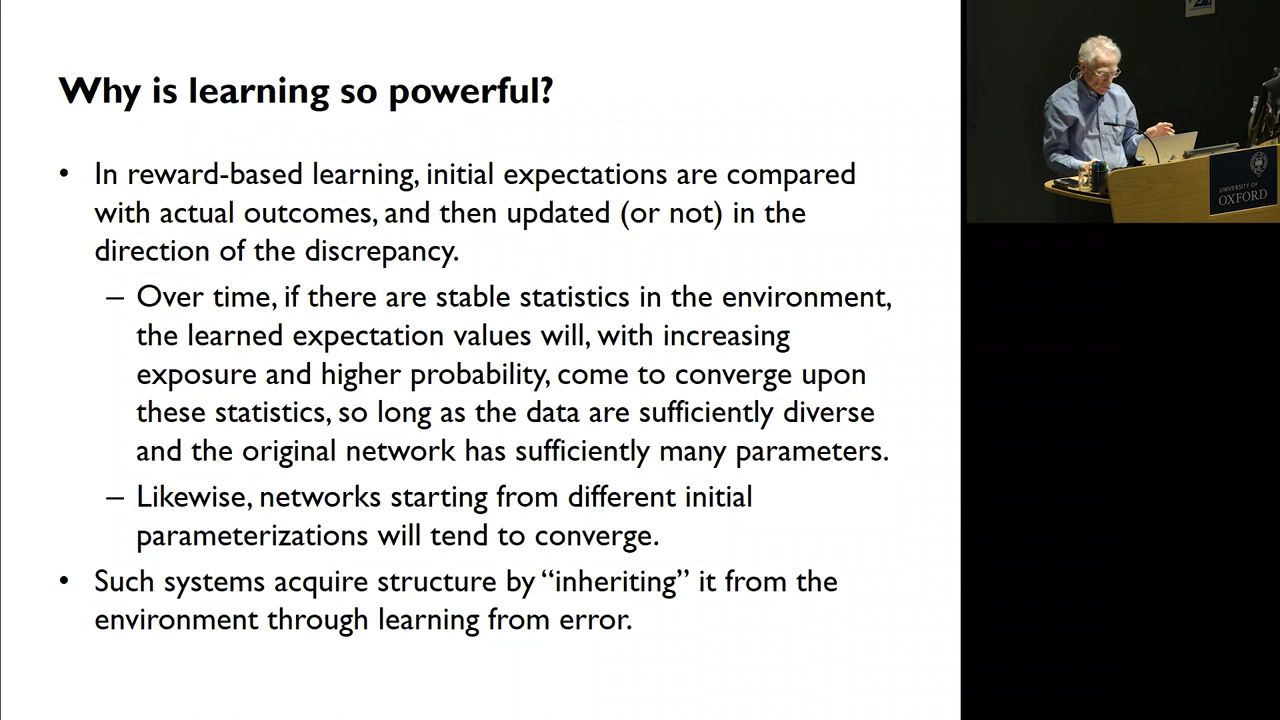 Why is learning so powerful?
• In reward-based learning, initial expectations are compared
with actual outcomes, and then updated (or not) in the
direction of the discrepancy.
– Over time, if there are stable statistics in the environment,
the learned expectation values will, with increasing
exposure and higher probability, come to converge upon
these statistics, so long as the data are sufficiently diverse
and the original network has sufficiently many parameters.
– Likewise, networks starting from different initial
parameterizations will tend to converge.
• Such systems acquire structure by “inheriting” it from the
environment through learning from error.
UNIVERSITY OF
OXFORD